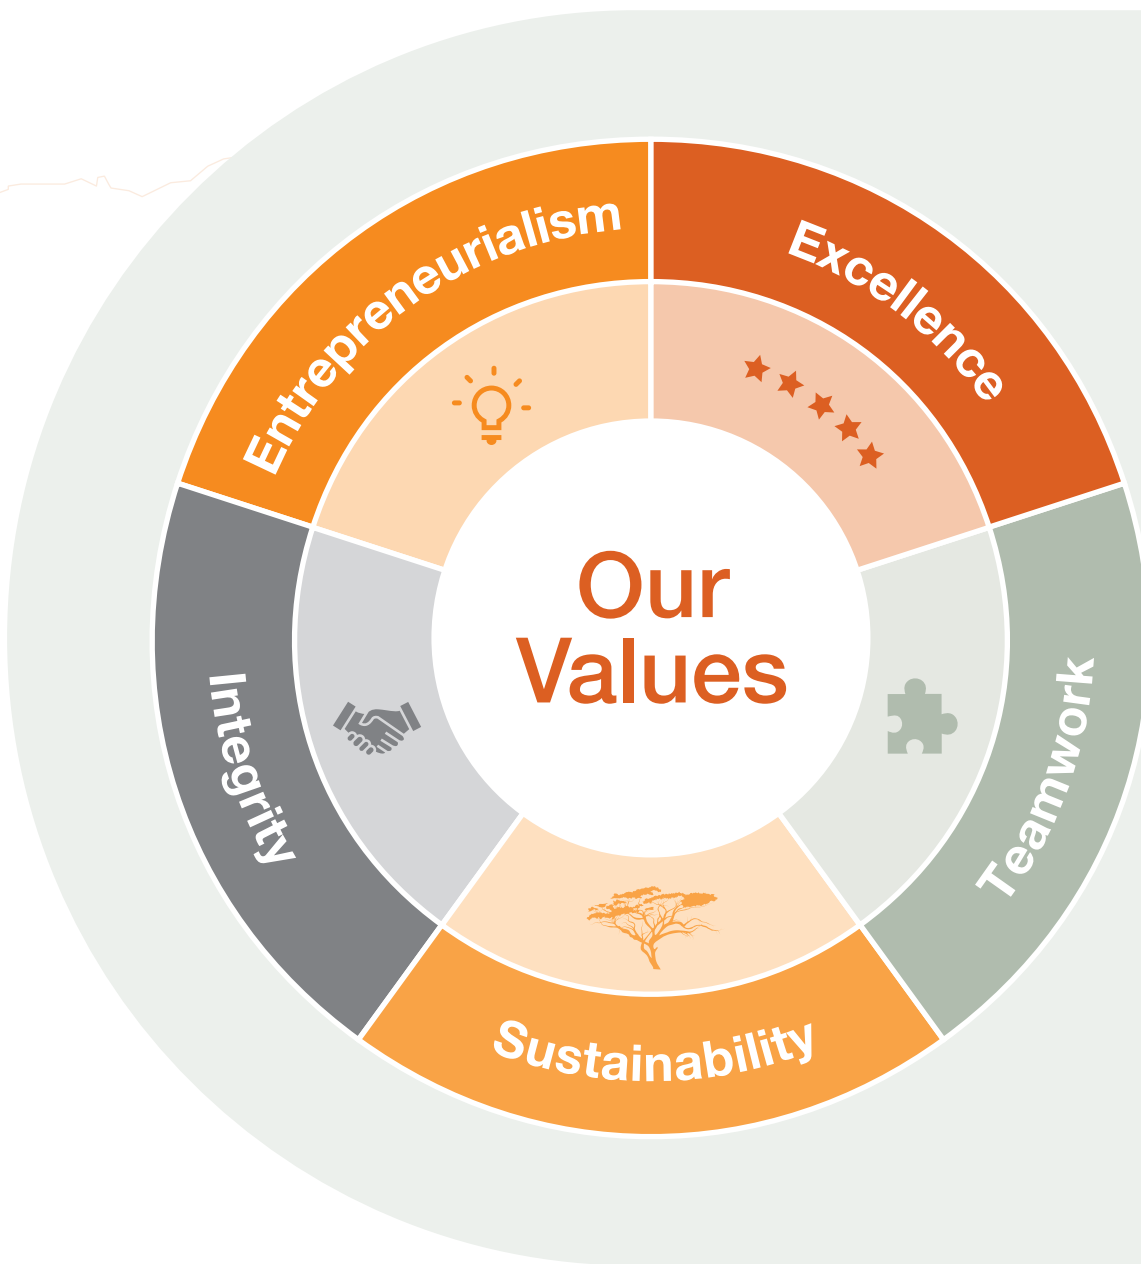 Our
Values
Entrepreneurialism
Excellence
Teamwork
Sustainability
Integrity